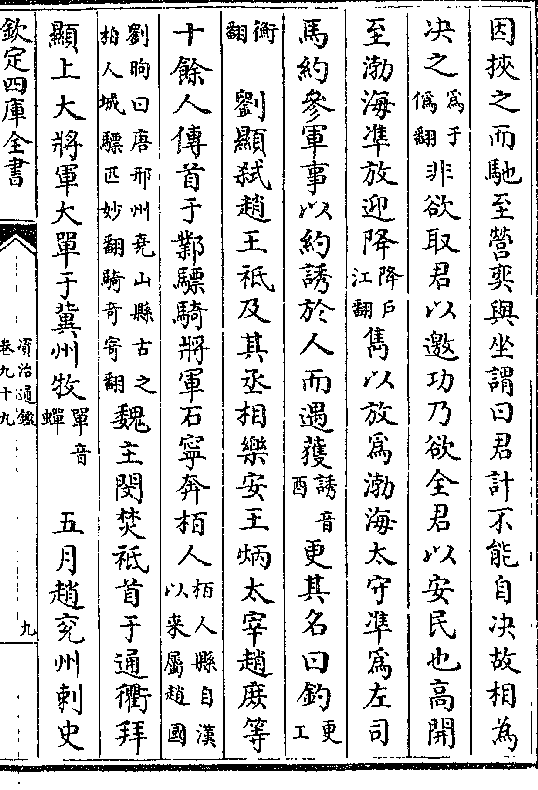 因挾之而馳至營奕與坐謂曰君計不能自決故相為
决之為于偽翻非欲取君以邀功乃欲全君以安民也高開
至渤海準放迎降降戶江翻雋以放為渤海太守準為左司
馬約參軍事以約誘於人而遇獲誘音酉更其名曰釣更工
衡翻 劉顯弑趙王祗及其丞相樂安王炳太宰趙庶等
十餘人傳首于鄴驃騎將軍石寧奔栢人栢人縣自漢以來屬趙國
劉昫曰唐邢州堯山縣古之栢人城驃匹妙翻騎竒寄翻魏主閔焚祗首于通衢拜
顯上大將軍大單于冀州牧單音蟬 五月趙兖州刺史
欽定四庫全書
資治通鑑
卷九十九
九